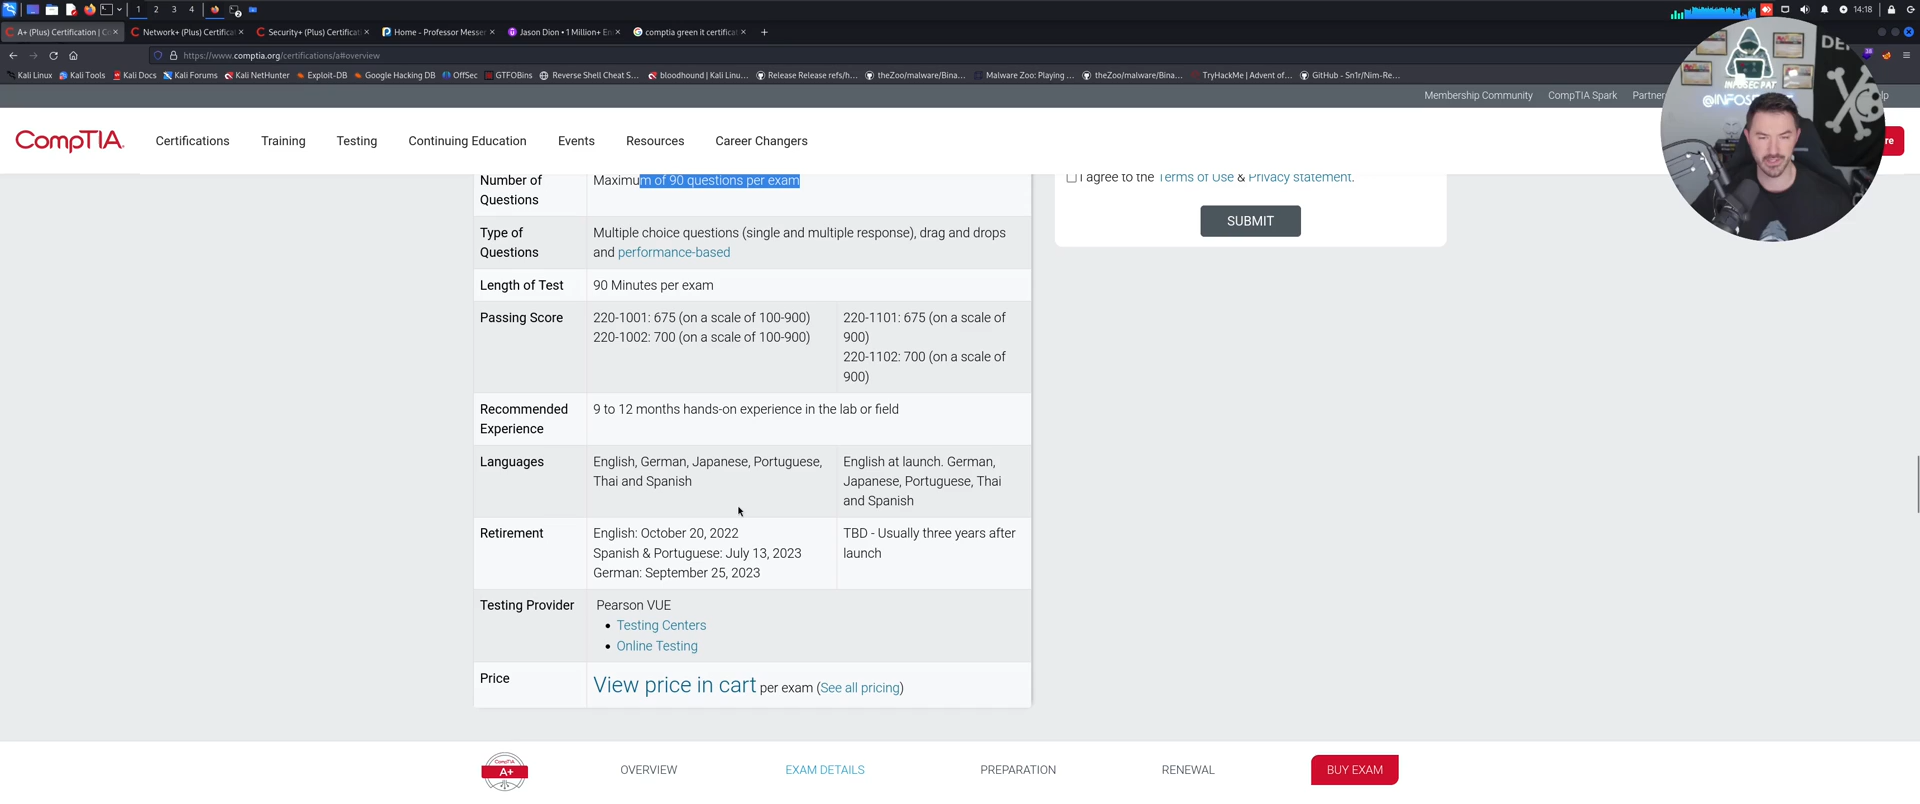 1 2 3 4 14:18
A+ (Plus) Certification | C
Network+ (Plus) Certifica
Security+ (Plus) Certificati
Home - Professor Messer
Jason Dion • 1 Million+ En
comptia green it certificat
https://www.comptia.org/certifications/a#overview
Kali Linux Kali Tools Kali Docs Kali Forums Kali NetHunter Exploit-DB Google Hacking DB OffSec GTFOBins Reverse Shell Cheat S... bloodhound | Kali Linu... Release Release refs/h... theZoo/malware/Bina... Malware Zoo: Playing ... theZoo/malware/Bina... TryHackMe | Advent of... GitHub - Sn1r/Nim-Re...
INFOSEC PAT
@INFOSE
Membership Community CompTIA Spark Partner
CompTIA. Certifications Training Testing Continuing Education Events Resources Career Changers
Number of Questions
Maximum of 90 questions per exam
Type of Questions
Multiple choice questions (single and multiple response), drag and drops
and performance-based
Length of Test
90 Minutes per exam
Passing Score
220-1001: 675 (on a scale of 100-900)
220-1002: 700 (on a scale of 100-900)
220-1101: 675 (on a scale of
900)
220-1102: 700 (on a scale of
900)
Recommended
Experience
9 to 12 months hands-on experience in the lab or field
Languages
English, German, Japanese, Portuguese,
Thai and Spanish
English at launch. German,
Japanese, Portuguese, Thai
and Spanish
Retirement
English: October 20, 2022
Spanish & Portuguese: July 13, 2023
German: September 25, 2023
TBD - Usually three years after
launch
Testing Provider
Pearson VUE
• Testing Centers
• Online Testing
Price
View price in cart per exam (See all pricing)
I agree to the Terms of Use & Privacy statement.
SUBMIT
CompTIA
A+
OVERVIEW EXAM DETAILS PREPARATION RENEWAL BUY EXAM